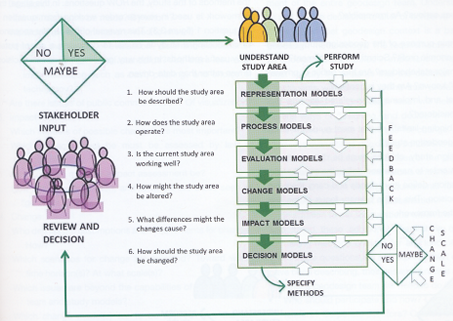 NO YES
MAYBE
STAKEHOLDER
INPUT
REVIEW AND
DECISION
UNDERSTAND
STUDY AREA
PERFORM
STUDY
1. How should the study area
be described?
2. How does the study area
operate?
3. Is the current study area
working well?
4. How might the study area
be altered?
5. What differences might the
changes cause?
6. How should the study area
be changed?
REPRESENTATION MODELS
PROCESS MODELS
EVALUATION MODELS
CHANGE MODELS
IMPACT MODELS
DECISION MODELS
SPECIFY
METHODS
FEEDBACK
NO
YES
MAYBE
CHANGE
SCALE